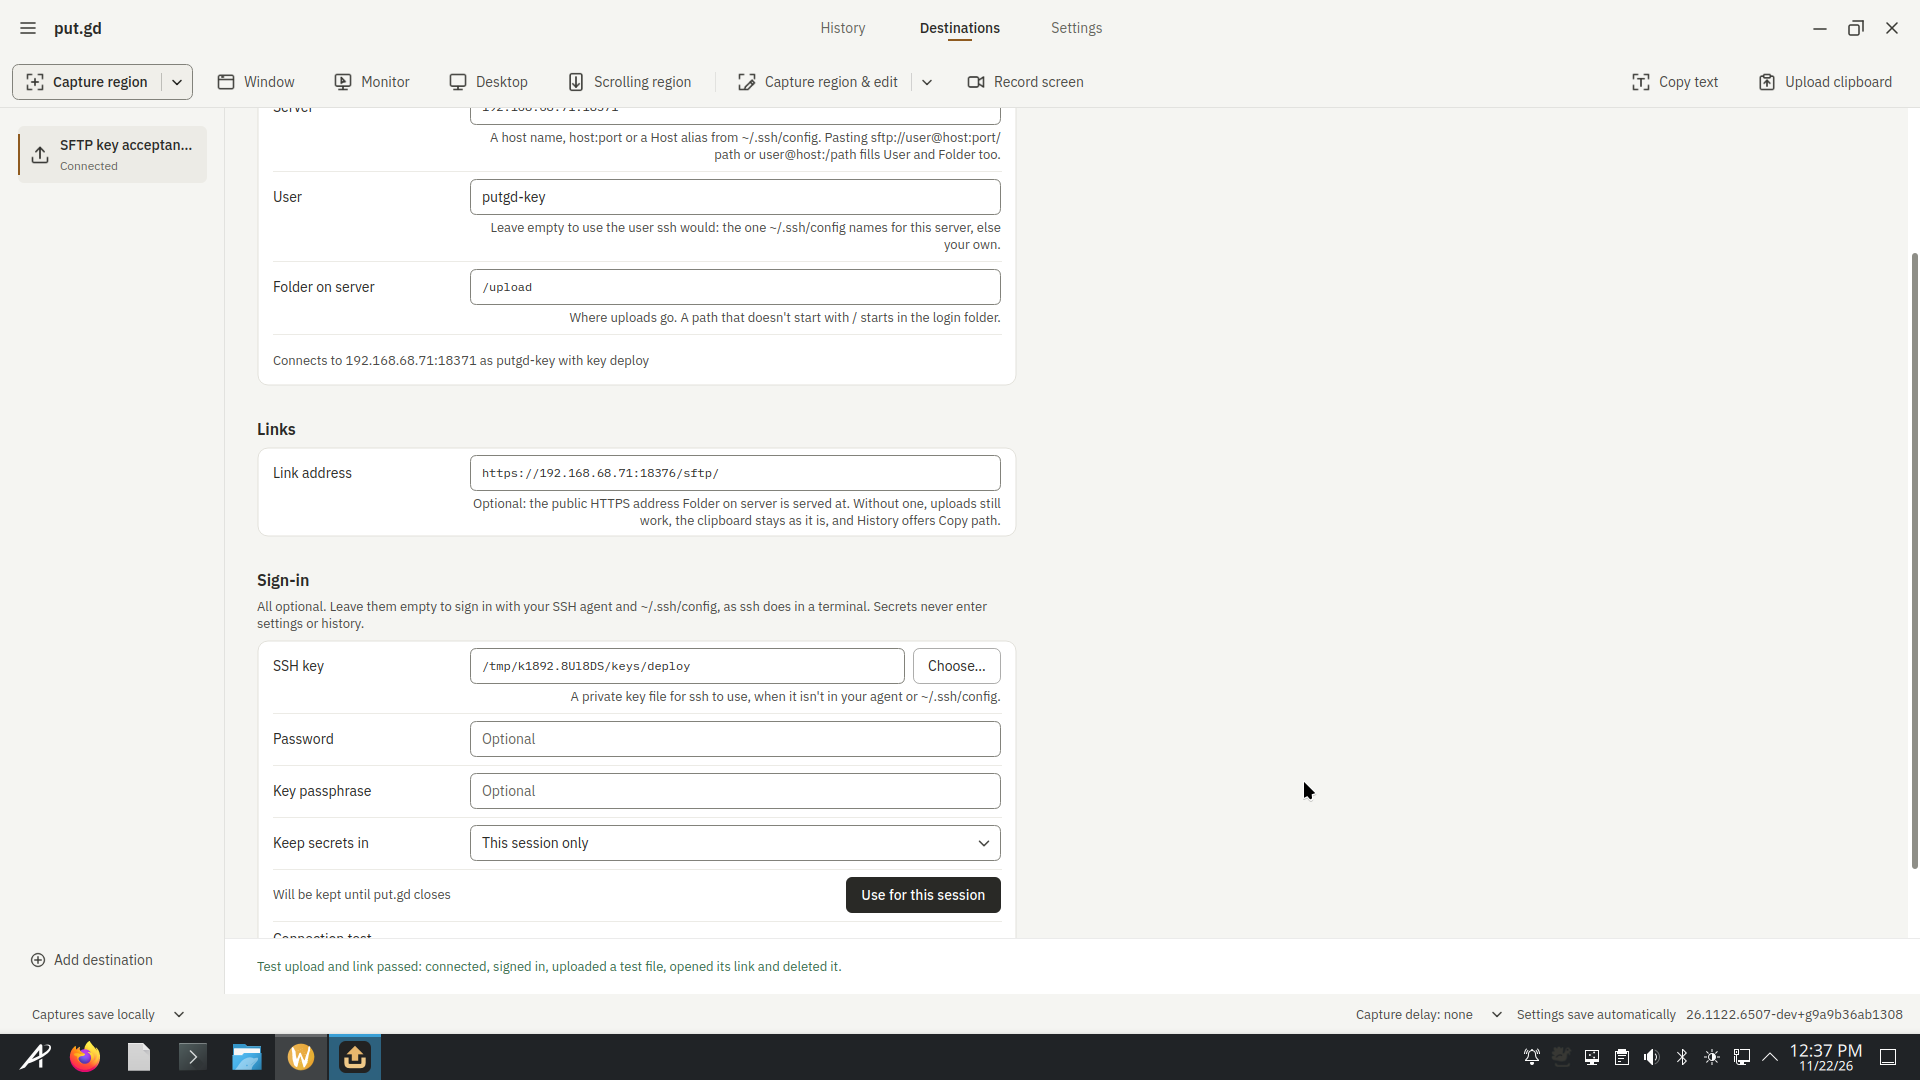 put.gd
History
Destinations
Settings
Capture region
Window
Monitor
Desktop
Scrolling region
Capture region & edit
Record screen
Copy text
Upload clipboard
SFTP key acceptan...
Connected
Server
192.168.68.71:18371
A host name, host:port or a Host alias from ~/.ssh/config. Pasting sftp://user@host:port/
path or user@host:/path fills User and Folder too.
User
putgd-key
Leave empty to use the user ssh would: the one ~/.ssh/config names for this server, else
your own.
Folder on server
/upload
Where uploads go. A path that doesn't start with / starts in the login folder.
Connects to 192.168.68.71:18371 as putgd-key with key deploy
Links
Link address
https://192.168.68.71:18376/sftp/
Optional: the public HTTPS address Folder on server is served at. Without one, uploads still
work, the clipboard stays as it is, and History offers Copy path.
Sign-in
All optional. Leave them empty to sign in with your SSH agent and ~/.ssh/config, as ssh does in a terminal. Secrets never enter
settings or history.
SSH key
/tmp/k1892.8Ul8DS/keys/deploy
Choose...
A private key file for ssh to use, when it isn't in your agent or ~/.ssh/config.
Password
Optional
Key passphrase
Optional
Keep secrets in
This session only
Will be kept until put.gd closes
Use for this session
Connection test
Add destination
Test upload and link passed: connected, signed in, uploaded a test file, opened its link and deleted it.
Captures save locally
Capture delay: none
Settings save automatically
26.1122.6507-dev+g9a9b36ab1308
12:37 PM
11/22/26